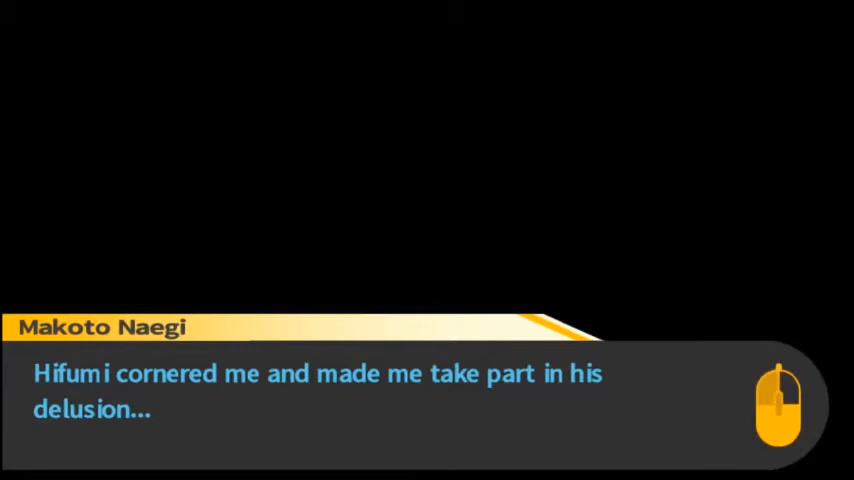 Makoto Naegi
Hifumi cornered me and made me take part in his
delusion...